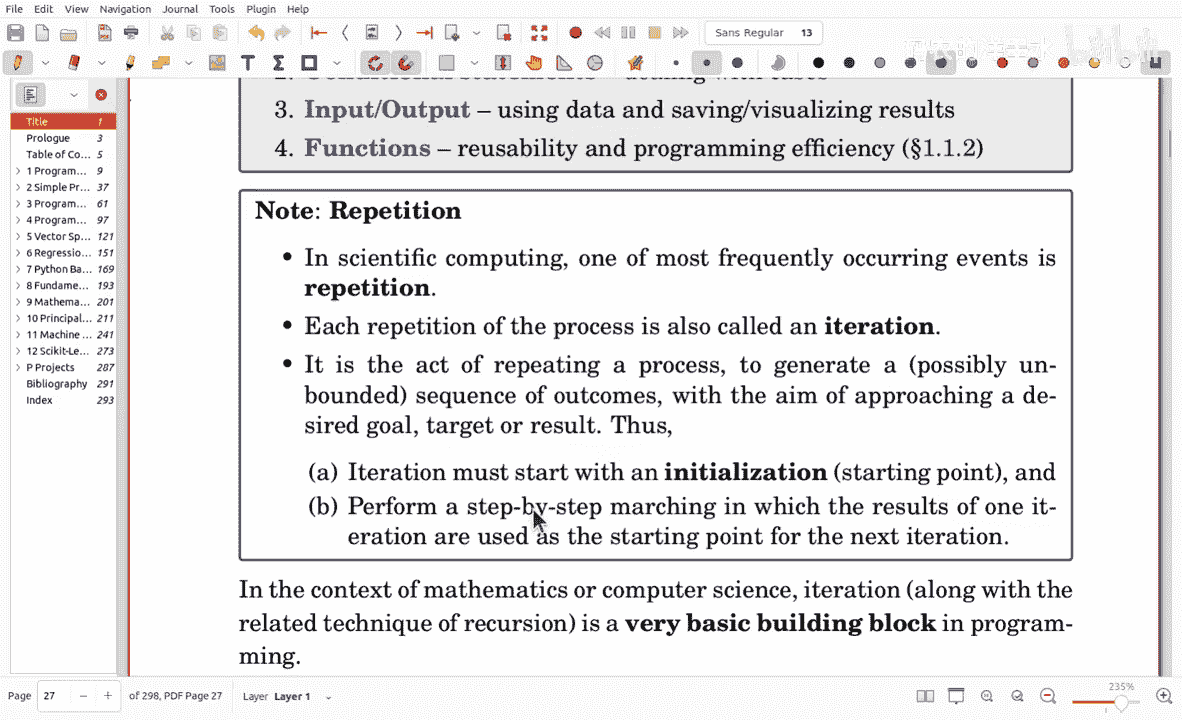 File Edit View Navigation Journal Tools Plugin Help
Sans Regular 13
Title 1
Prologue 3
Table of Co... 5
1 Program... 9
2 Simple Pr... 37
3 Program... 61
4 Program... 97
5 Vector Sp... 121
6 Regressio... 151
7 Python Ba... 169
8 Fundame... 193
9 Mathema... 201
10 Principal... 211
11 Machine ... 241
12 Scikit-Le... 273
P Projects 287
Bibliography 291
Index 293
3. Input/Output – using data and saving/visualizing results
4. Functions – reusability and programming efficiency (§1.1.2)
Note: Repetition
• In scientific computing, one of most frequently occurring events is
repetition.
• Each repetition of the process is also called an iteration.
• It is the act of repeating a process, to generate a (possibly un-
bounded) sequence of outcomes, with the aim of approaching a de-
sired goal, target or result. Thus,
(a) Iteration must start with an initialization (starting point), and
(b) Perform a step-by-step marching in which the results of one it-
eration are used as the starting point for the next iteration.
In the context of mathematics or computer science, iteration (along with the
related technique of recursion) is a very basic building block in program-
ming.
Page 27 − + of 298, PDF Page 27 Layer Layer 1 235%